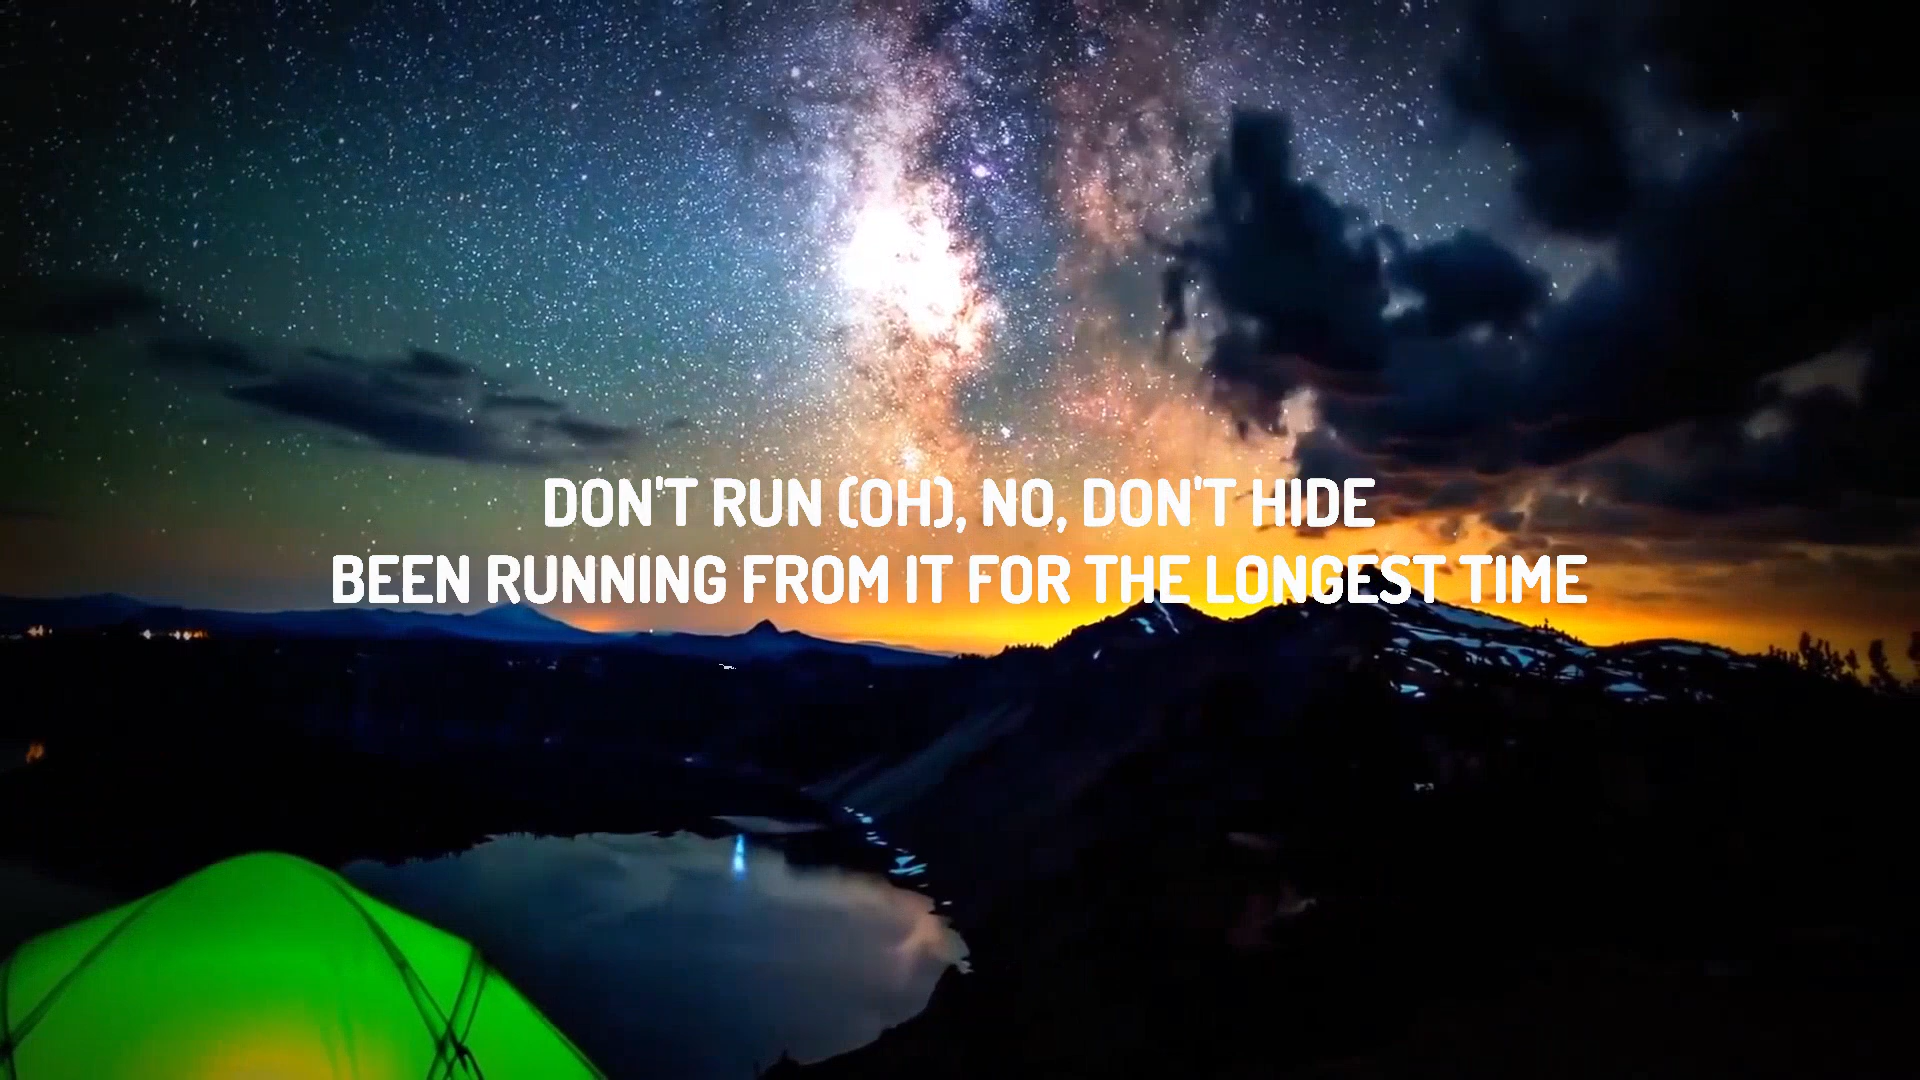 DON'T RUN (OH), NO, DON'T HIDE
BEEN RUNNING FROM IT FOR THE LONGEST TIME